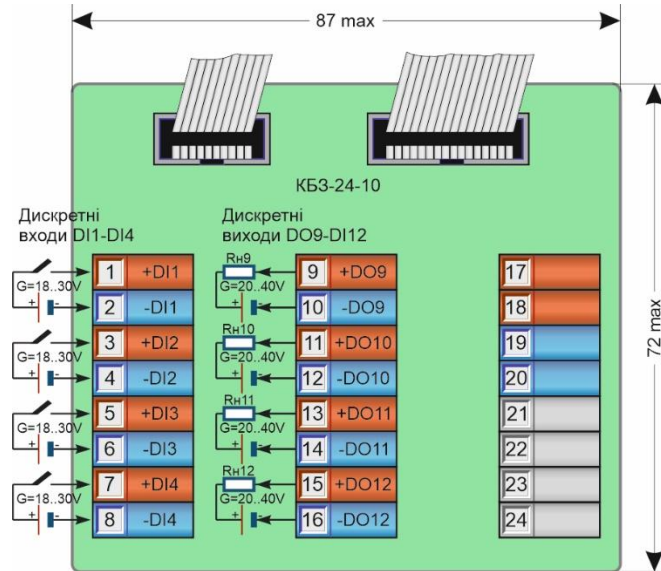 87 max
72 max
КБЗ-24-10
Дискретні
входи DI1-DI4
Дискретні
виходи DO9-DI12
1 +DI1
G=18..30V
+ -
2 -DI1
3 +DI2
G=18..30V
+ -
4 -DI2
5 +DI3
G=18..30V
+ -
6 -DI3
7 +DI4
G=18..30V
+ -
8 -DI4
Rн9
9 +DO9
G=20..40V
+ -
10 -DO9
Rн10
11 +DO10
G=20..40V
+ -
12 -DO10
Rн11
13 +DO11
G=20..40V
+ -
14 -DO11
Rн12
15 +DO12
G=20..40V
+ -
16 -DO12
17
18
19
20
21
22
23
24